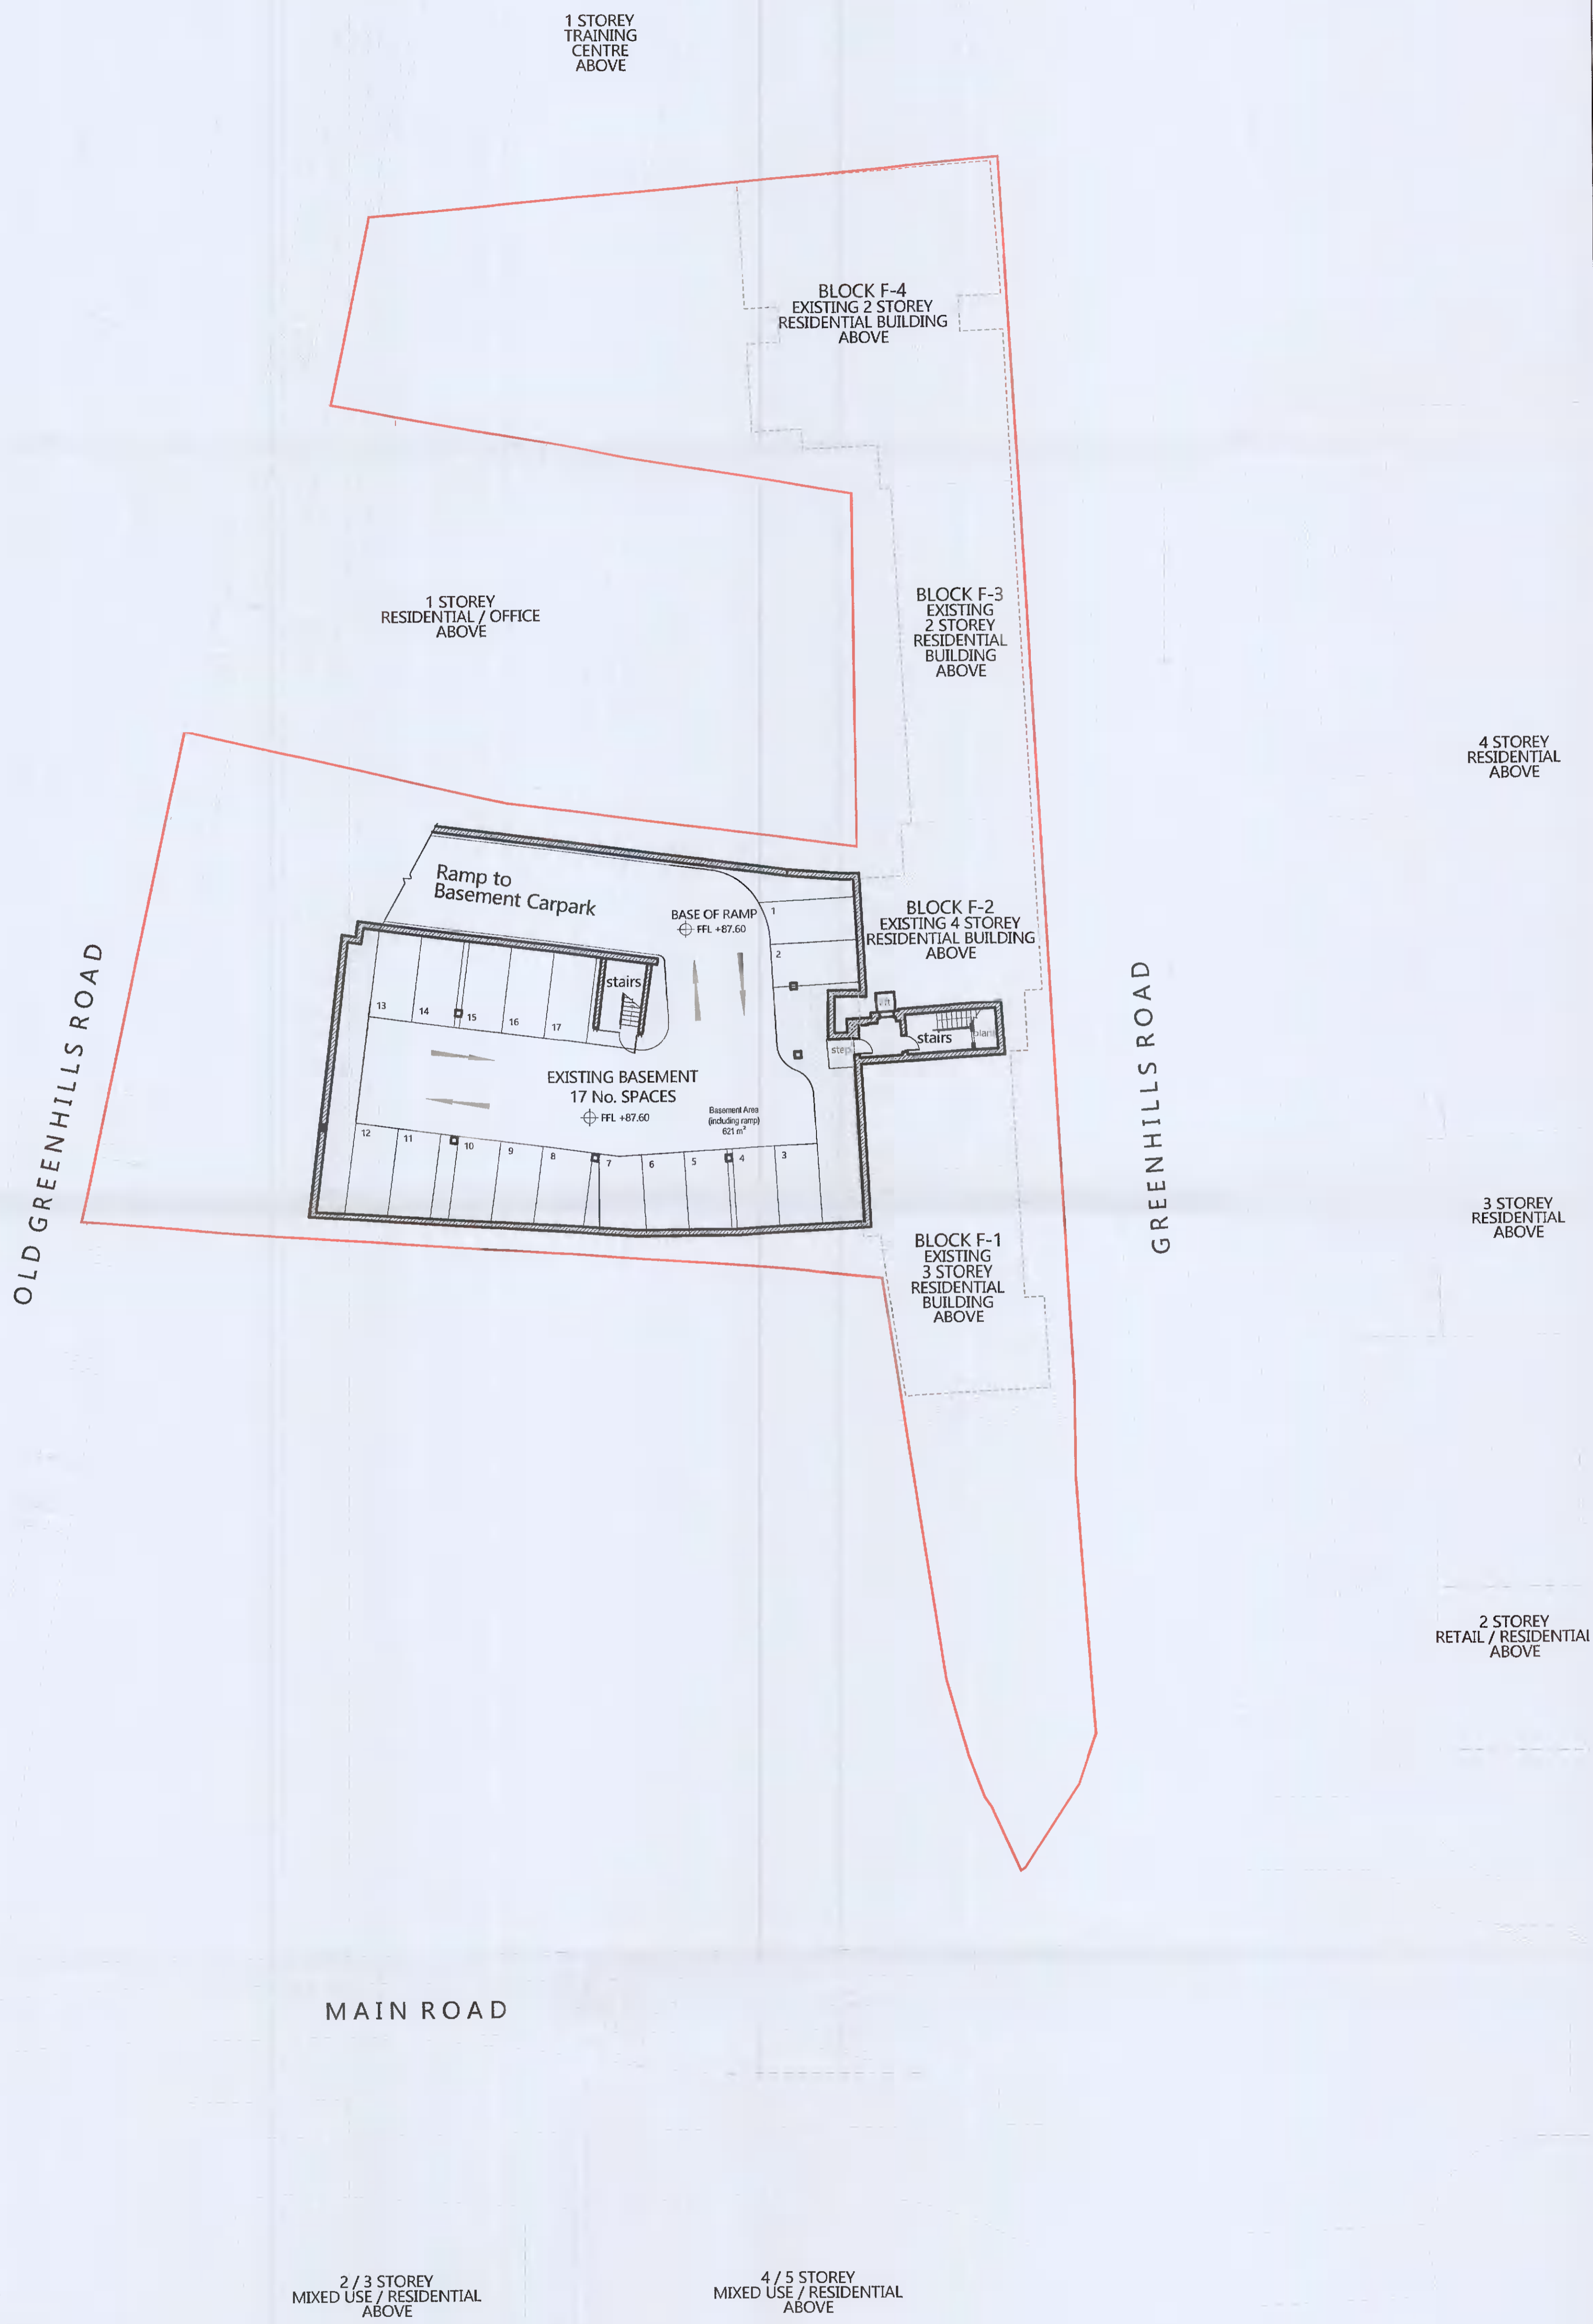 1 STOREY
TRAINING
CENTRE
ABOVE
BLOCK F-4
EXISTING 2 STOREY
RESIDENTIAL BUILDING
ABOVE
1 STOREY
RESIDENTIAL / OFFICE
ABOVE
BLOCK F-3
EXISTING
2 STOREY
RESIDENTIAL
BUILDING
ABOVE
4 STOREY
RESIDENTIAL
ABOVE
Ramp to
Basement Carpark
BASE OF RAMP
FFL +87.60
1
2
BLOCK F-2
EXISTING 4 STOREY
RESIDENTIAL BUILDING
ABOVE
OLD GREENHILLS ROAD
GREENHILLS ROAD
13
14
15
16
17
stairs
lift
step
stairs
plant
EXISTING BASEMENT
17 No. SPACES
FFL +87.60
Basement Area
(including ramp)
621 m²
12
11
10
9
8
7
6
5
4
3
3 STOREY
RESIDENTIAL
ABOVE
BLOCK F-1
EXISTING
3 STOREY
RESIDENTIAL
BUILDING
ABOVE
2 STOREY
RETAIL / RESIDENTIAL
ABOVE
MAIN ROAD
2 / 3 STOREY
MIXED USE / RESIDENTIAL
ABOVE
4 / 5 STOREY
MIXED USE / RESIDENTIAL
ABOVE